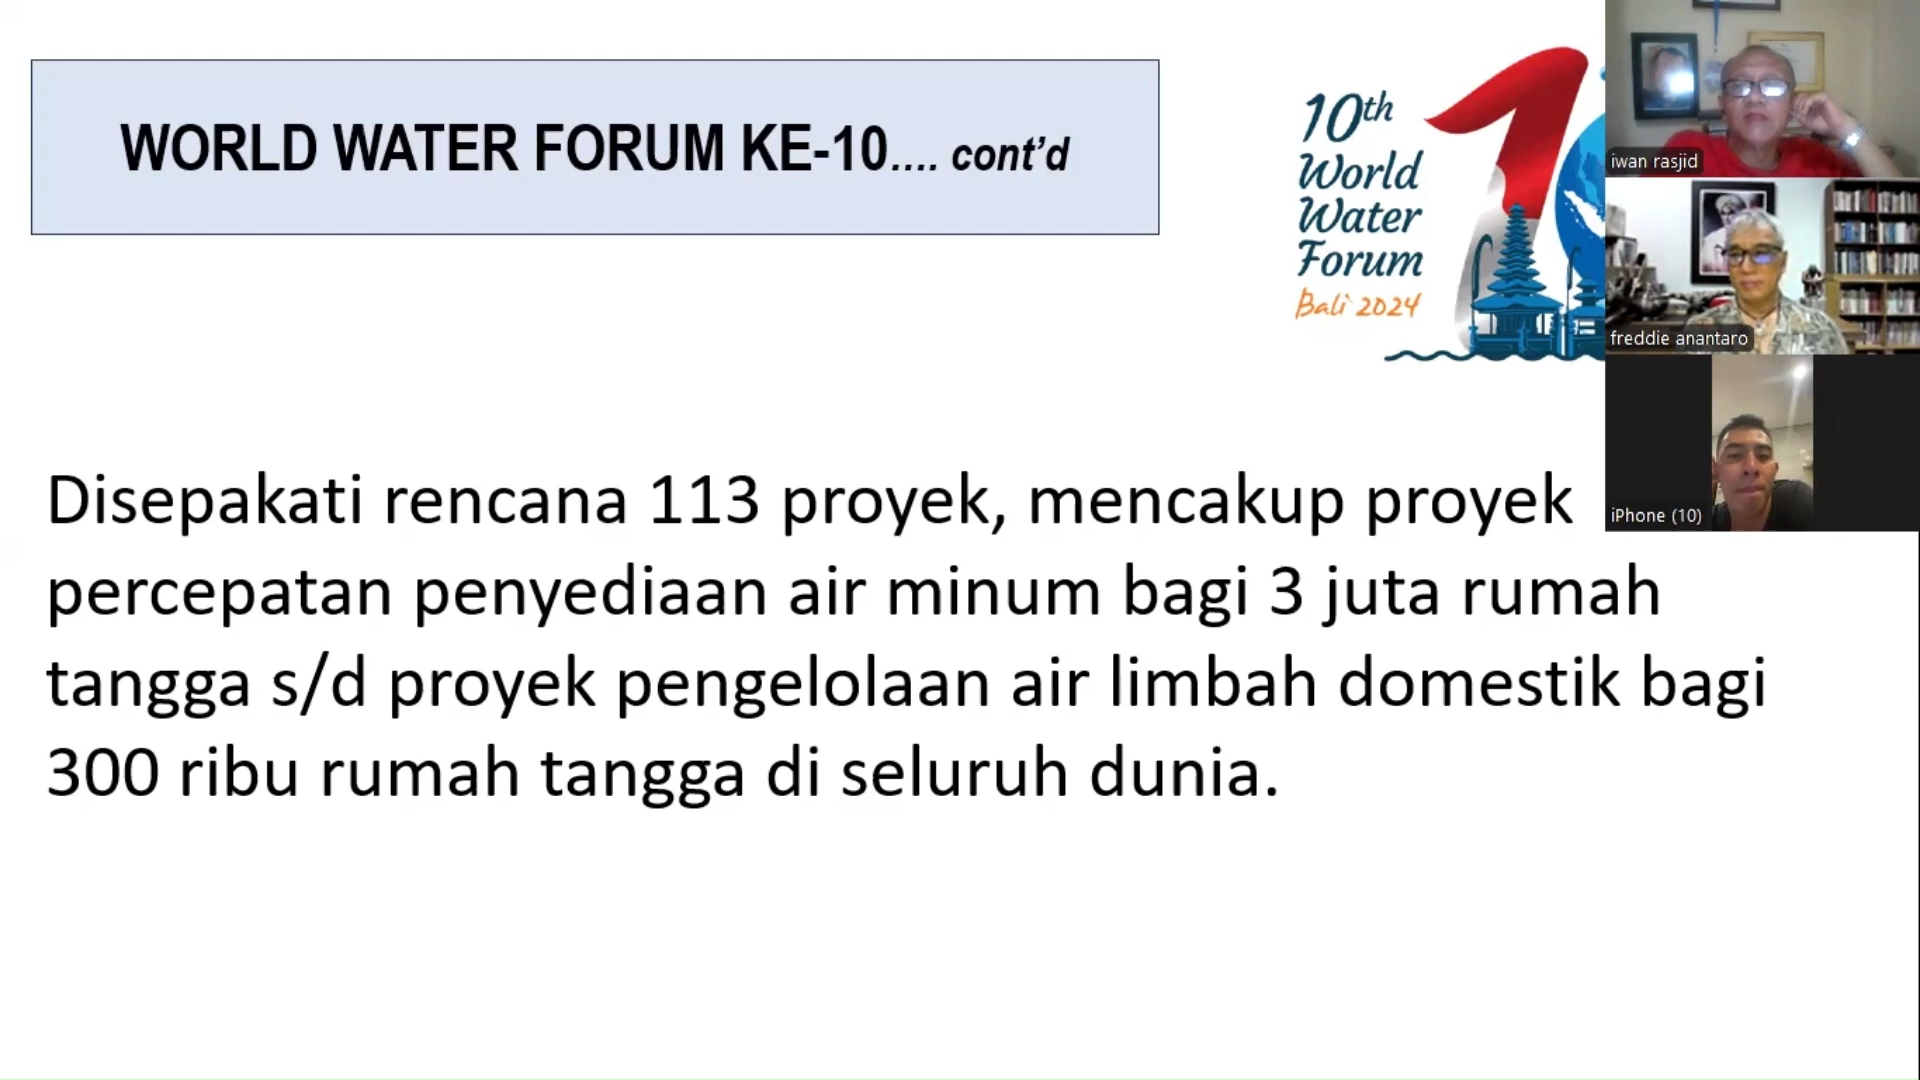 WORLD WATER FORUM KE-10.... cont’d
10th
World
Water
Forum
Bali 2024
iwan rasjid
freddie anantaro
iPhone (10)
Disepakati rencana 113 proyek, mencakup proyek
percepatan penyediaan air minum bagi 3 juta rumah
tangga s/d proyek pengelolaan air limbah domestik bagi
300 ribu rumah tangga di seluruh dunia.